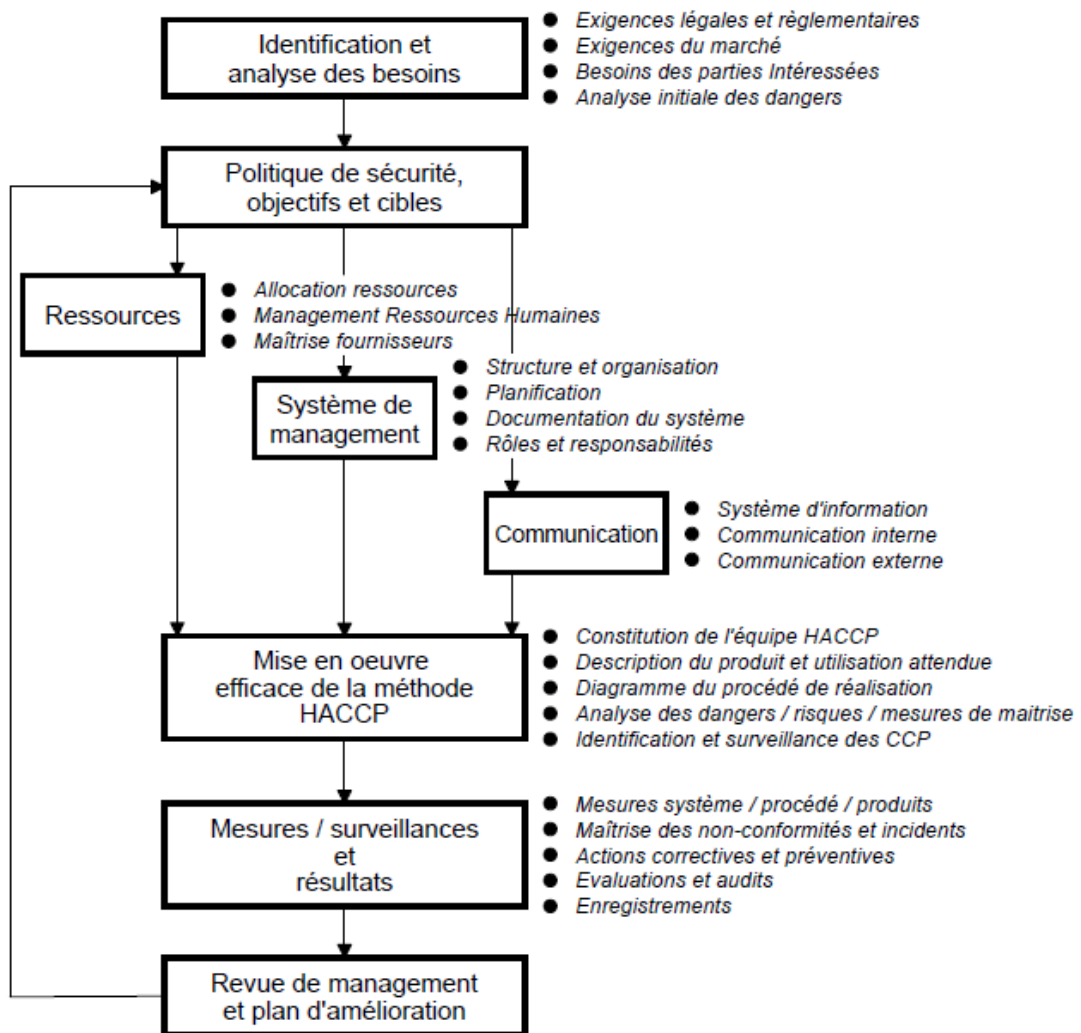 Identification et
analyse des besoins
● Exigences légales et règlementaires
● Exigences du marché
● Besoins des parties Intéressées
● Analyse initiale des dangers
Politique de sécurité,
objectifs et cibles
Ressources
● Allocation ressources
● Management Ressources Humaines
● Maîtrise fournisseurs
Système de
management
● Structure et organisation
● Planification
● Documentation du système
● Rôles et responsabilités
Communication
● Système d'information
● Communication interne
● Communication externe
Mise en oeuvre
efficace de la méthode
HACCP
● Constitution de l'équipe HACCP
● Description du produit et utilisation attendue
● Diagramme du procédé de réalisation
● Analyse des dangers / risques / mesures de maitrise
● Identification et surveillance des CCP
Mesures / surveillances
et
résultats
● Mesures système / procédé / produits
● Maîtrise des non-conformités et incidents
● Actions correctives et préventives
● Evaluations et audits
● Enregistrements
Revue de management
et plan d'amélioration